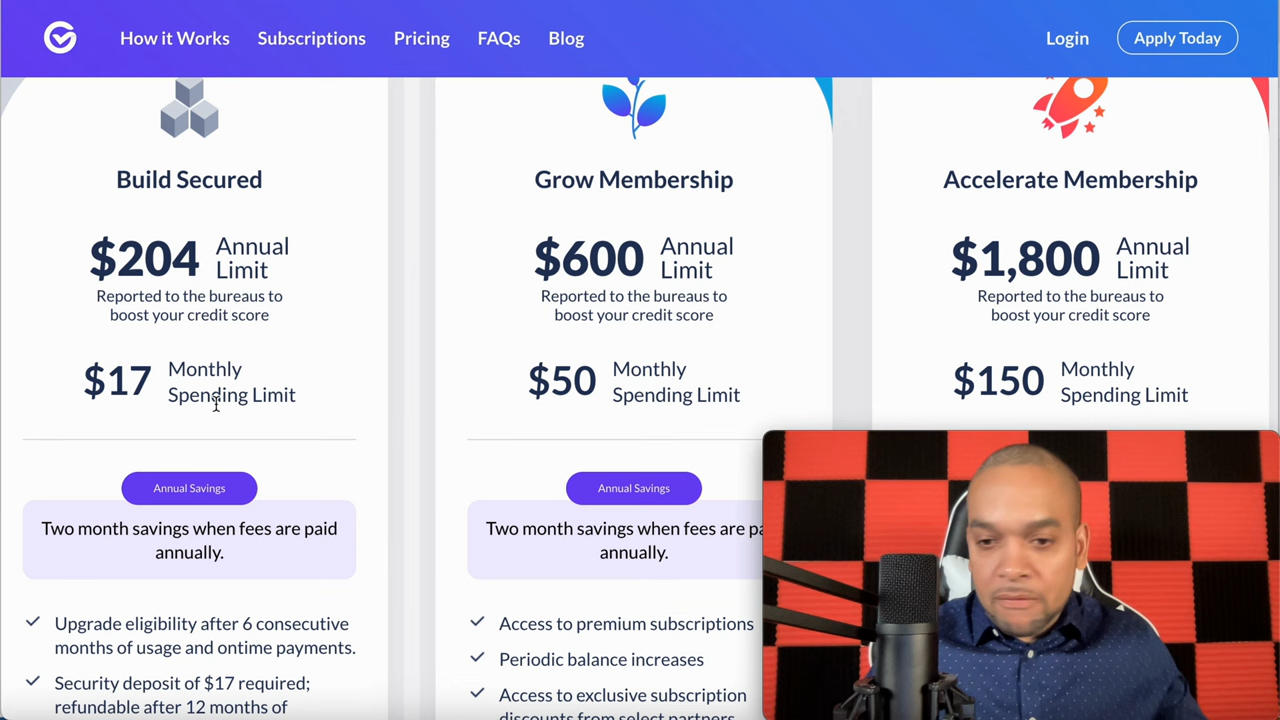 How it Works
Subscriptions
Pricing
FAQs
Blog
Login
Apply Today
Build Secured
$204 Annual
Limit
Reported to the bureaus to
boost your credit score
$17 Monthly
Spending Limit
Annual Savings
Two month savings when fees are paid
annually.
Upgrade eligibility after 6 consecutive
months of usage and ontime payments.
Security deposit of $17 required;
refundable after 12 months of
Grow Membership
$600 Annual
Limit
Reported to the bureaus to
boost your credit score
$50 Monthly
Spending Limit
Annual Savings
Two month savings when fees are pa
annually.
Access to premium subscriptions
Periodic balance increases
Access to exclusive subscription
discounts from select partners
Accelerate Membership
$1,800 Annual
Limit
Reported to the bureaus to
boost your credit score
$150 Monthly
Spending Limit